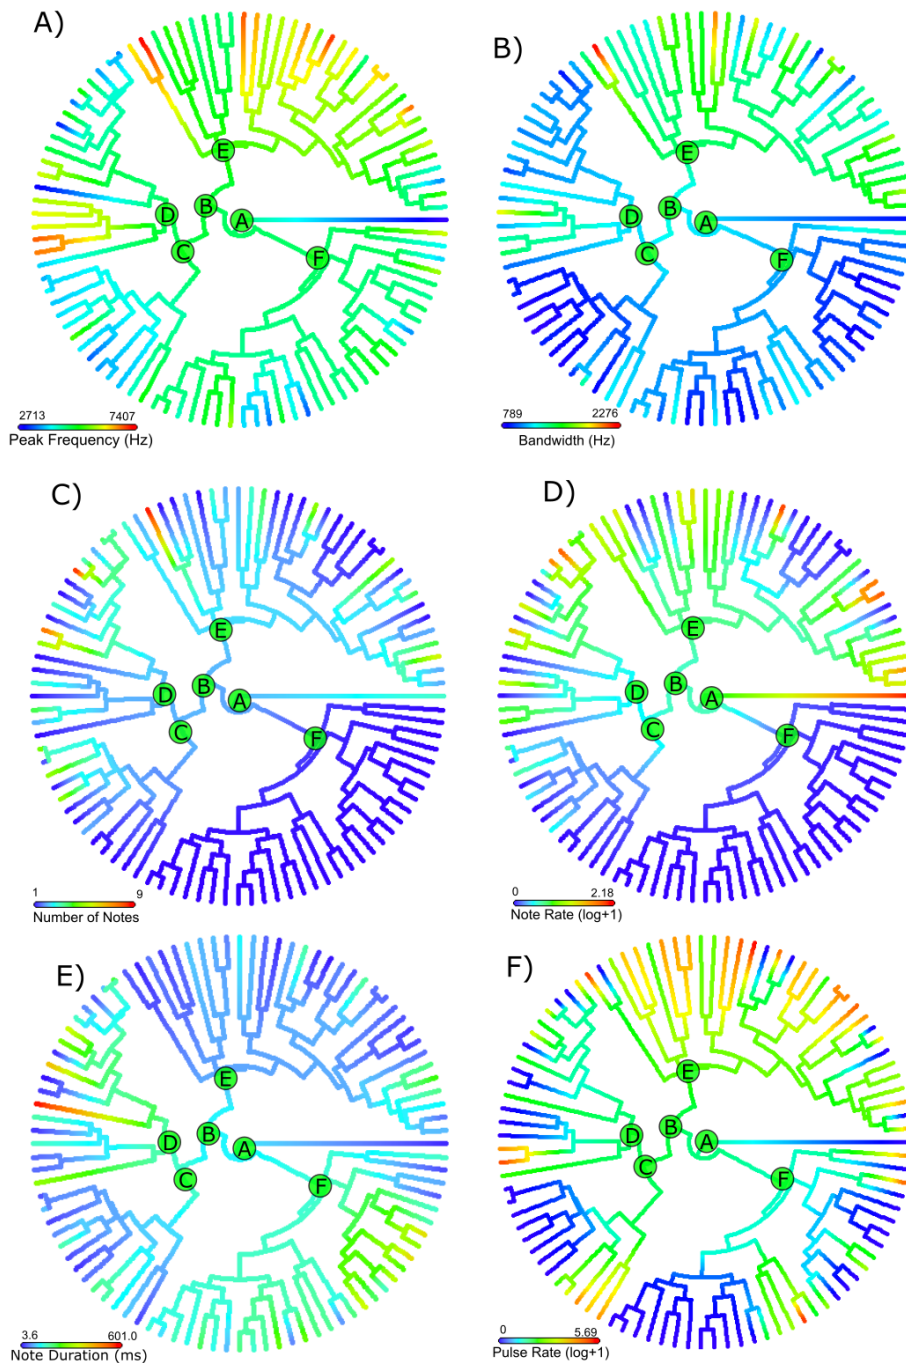 A)
B)
E
B
A
D
C
F
2713 7407
Peak Frequency (Hz)
E
B
A
D
C
F
789 2276
Bandwidth (Hz)
C)
D)
E
B
A
D
C
F
1 9
Number of Notes
E
B
A
D
C
F
0 2.18
Note Rate (log+1)
E)
F)
E
B
A
D
C
F
3.6 601.0
Note Duration (ms)
E
B
A
D
C
F
0 5.69
Pulse Rate (log+1)